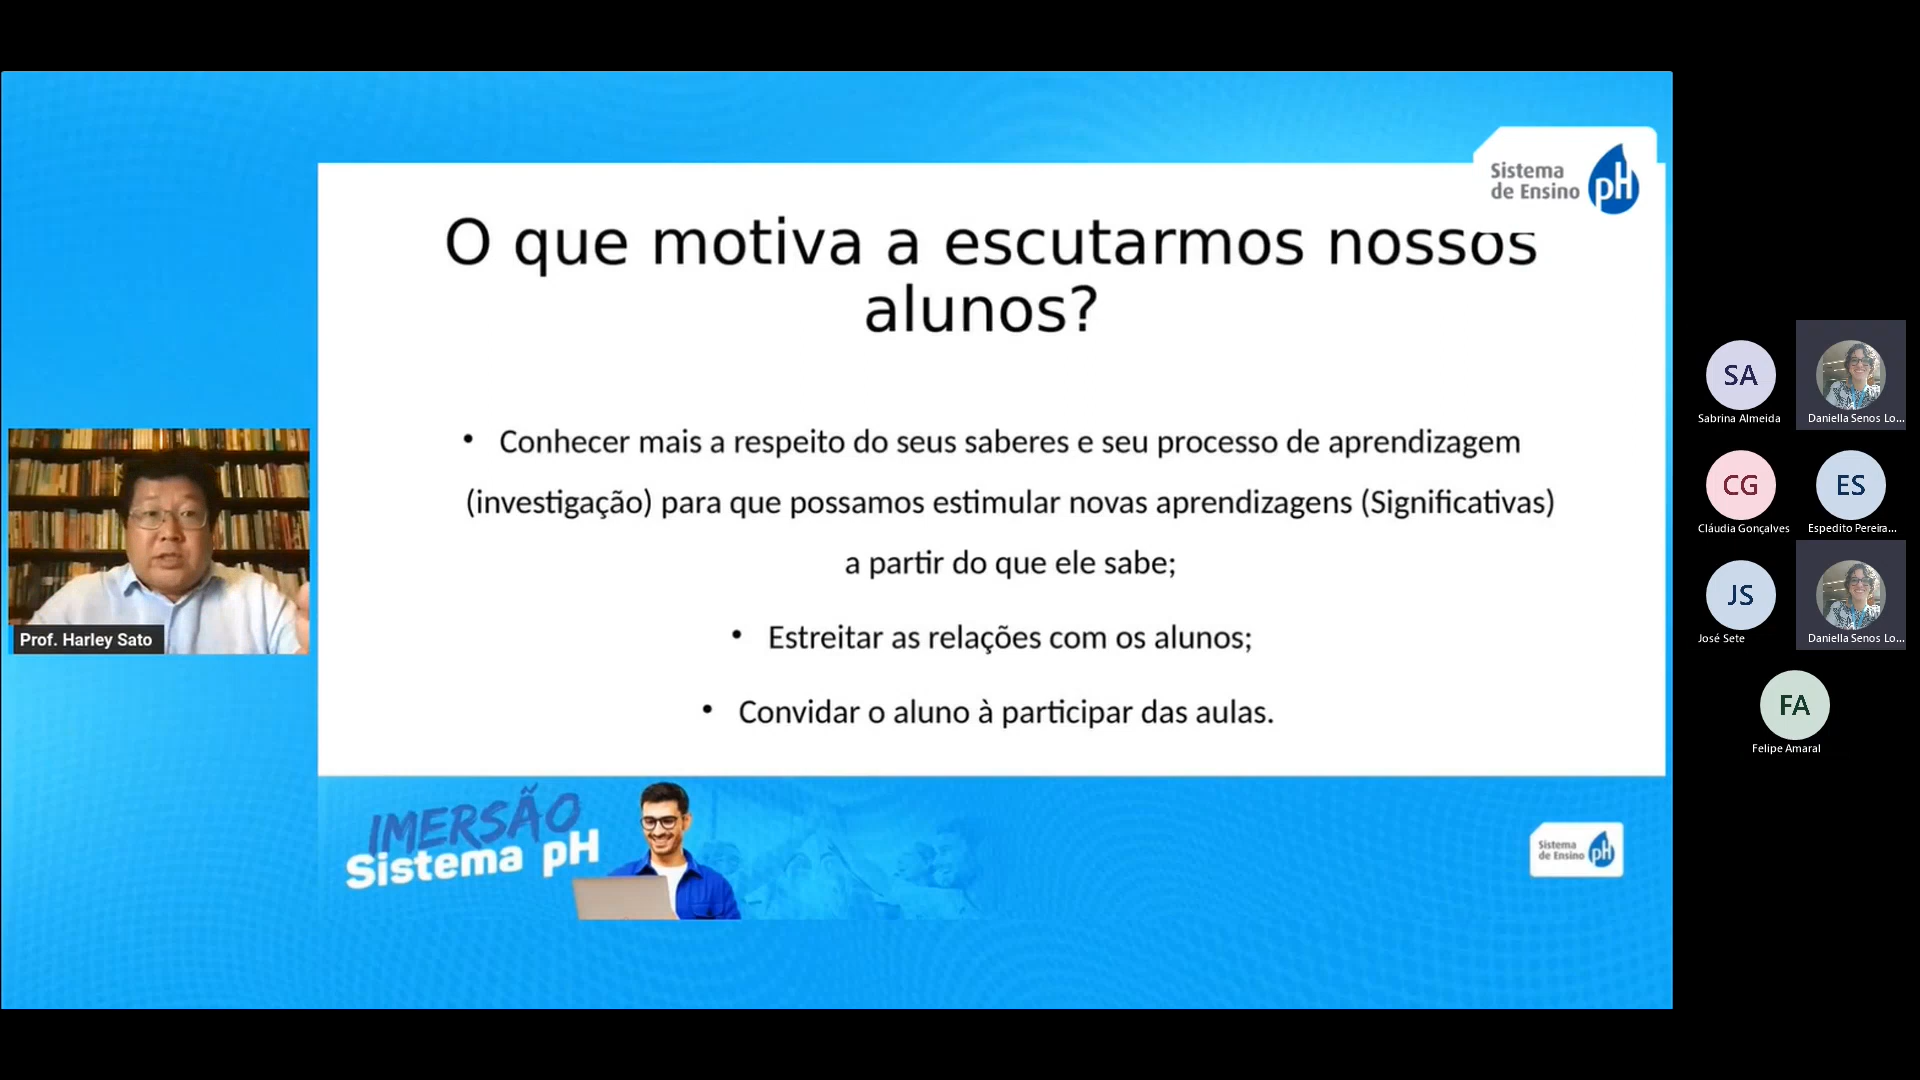 Sistema
de Ensino pH
O que motiva a escutarmos nossos
alunos?
• Conhecer mais a respeito do seus saberes e seu processo de aprendizagem
(investigação) para que possamos estimular novas aprendizagens (Significativas)
a partir do que ele sabe;
• Estreitar as relações com os alunos;
• Convidar o aluno à participar das aulas.
Prof. Harley Sato
IMERSÃO
Sistema pH
Sistema
de Ensino pH
SA
Sabrina Almeida
Daniella Senos Lo...
CG
Cláudia Gonçalves
ES
Espedito Pereira...
JS
José Sete
Daniella Senos Lo...
FA
Felipe Amaral